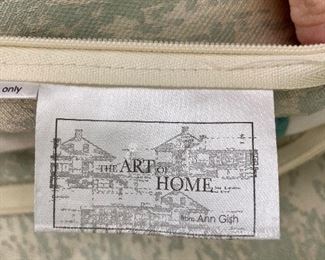 only
THE ART OF
HOME
from Ann Gish